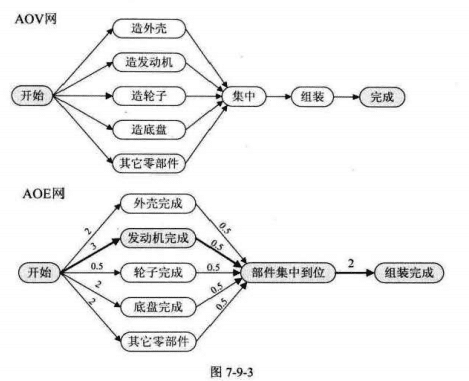 AOV网
造外壳
造发动机
开始
造轮子
集中
组装
完成
造底盘
其它零部件
AOE网
外壳完成
2
0.5
发动机完成
3
0.5
开始
0.5
轮子完成
0.5
部件集中到位
2
组装完成
2
底盘完成
0.5
2
其它零部件
0.5
图 7-9-3